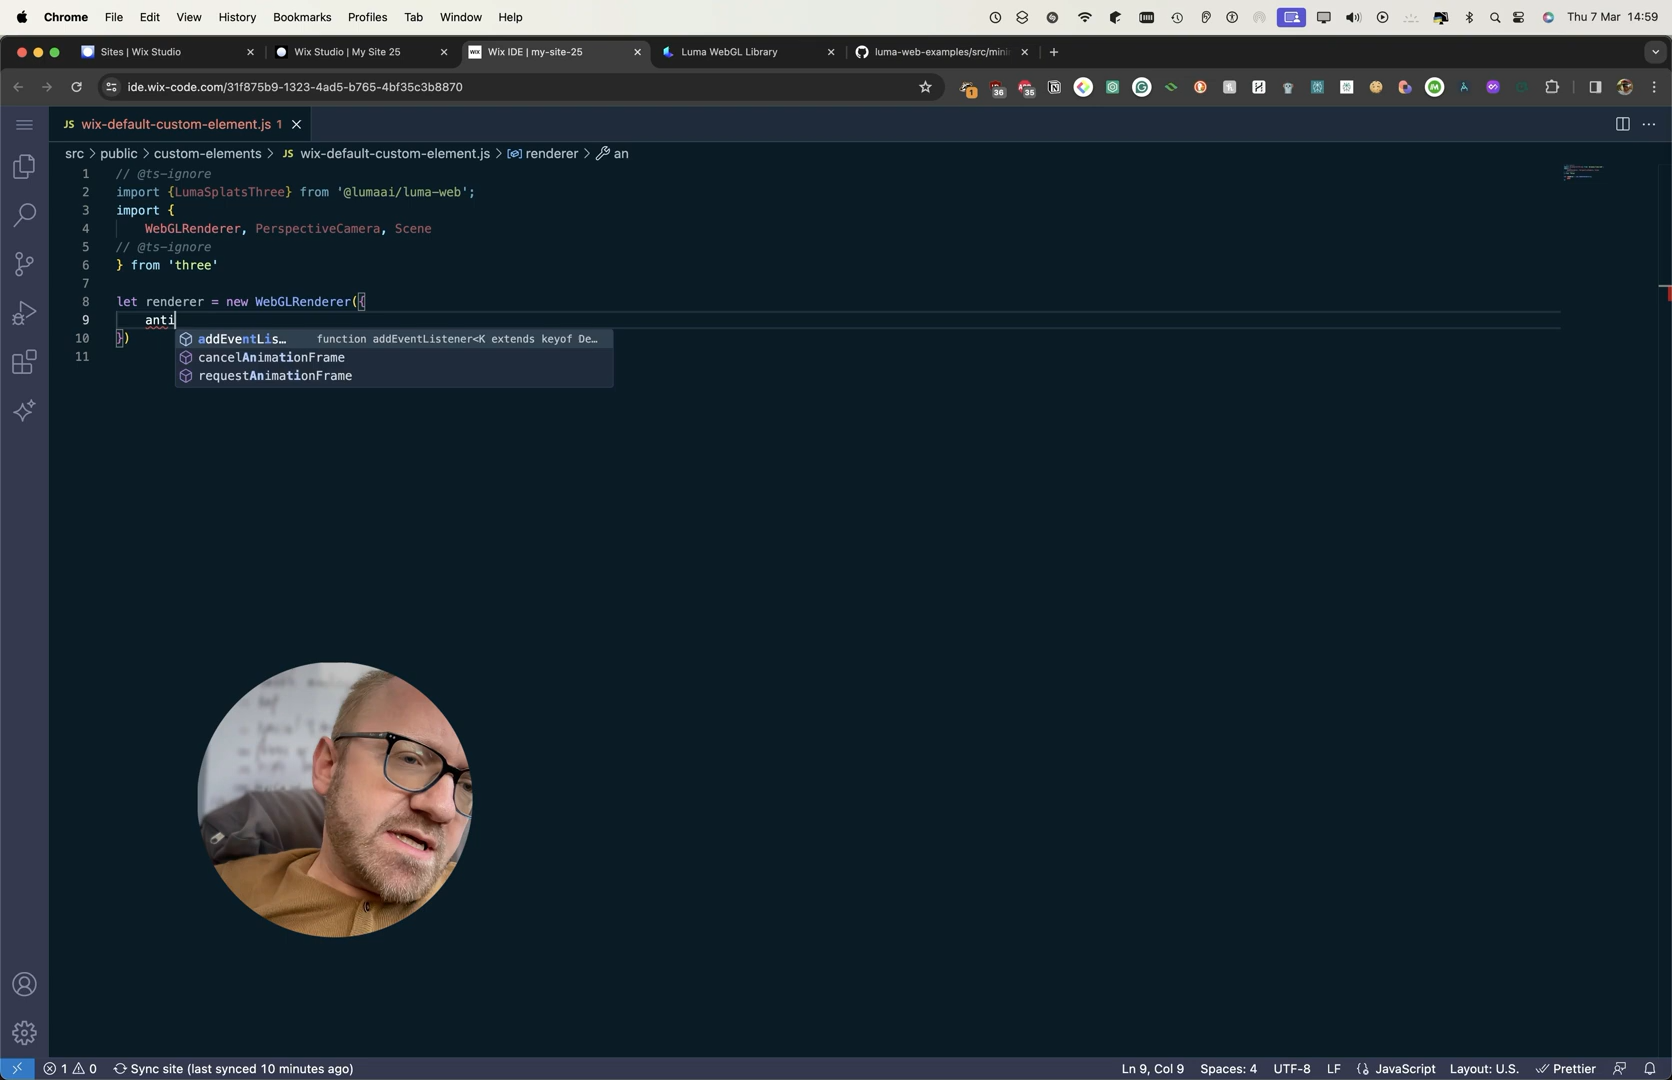 Chrome File Edit View History Bookmarks Profiles Tab Window Help Thu 7 Mar 14:59
Sites | Wix Studio Wix Studio | My Site 25 WIX Wix IDE | my-site-25 Luma WebGL Library luma-web-examples/src/mini
ide.wix-code.com/31f875b9-1323-4ad5-b765-4bf35c3b8870 1 36 35
JS wix-default-custom-element.js 1
src > public > custom-elements > JS wix-default-custom-element.js > renderer > an
1 // @ts-ignore
2 import {LumaSplatsThree} from '@lumaai/luma-web';
3 import {
4 WebGLRenderer, PerspectiveCamera, Scene
5 // @ts-ignore
6 } from 'three'
7
8 let renderer = new WebGLRenderer({
9 anti
addEventLis… function addEventListener<K extends keyof De…
10 })
cancelAnimationFrame
11
requestAnimationFrame
1 0 Sync site (last synced 10 minutes ago) Ln 9, Col 9 Spaces: 4 UTF-8 LF {} JavaScript Layout: U.S. Prettier